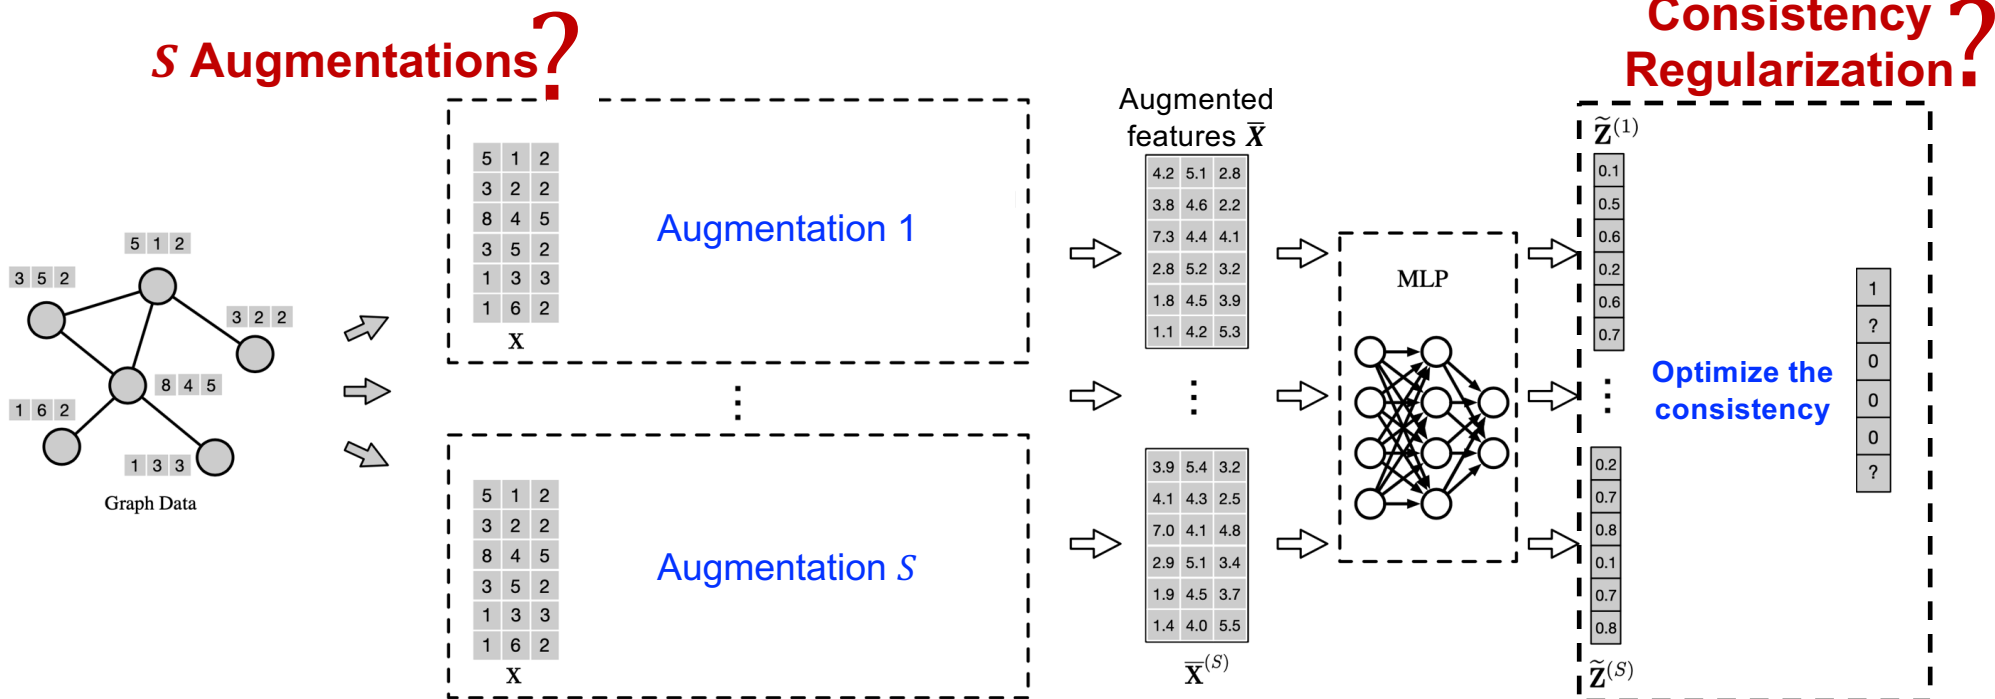 S Augmentations?
Consistency
Regularization?
5 1 2
3 5 2
3 2 2
8 4 5
1 6 2
1 3 3
Graph Data
5 1 2
3 2 2
8 4 5
3 5 2
1 3 3
1 6 2
X
Augmentation 1
⋮
5 1 2
3 2 2
8 4 5
3 5 2
1 3 3
1 6 2
X
Augmentation S
Augmented
features X̅
4.2 5.1 2.8
3.8 4.6 2.2
7.3 4.4 4.1
2.8 5.2 3.2
1.8 4.5 3.9
1.1 4.2 5.3
⋮
3.9 5.4 3.2
4.1 4.3 2.5
7.0 4.1 4.8
2.9 5.1 3.4
1.9 4.5 3.7
1.4 4.0 5.5
X̅^(S)
MLP
Z̃^(1)
0.1
0.5
0.6
0.2
0.6
0.7
⋮
0.2
0.7
0.8
0.1
0.7
0.8
Z̃^(S)
Optimize the
consistency
1
?
0
0
0
?